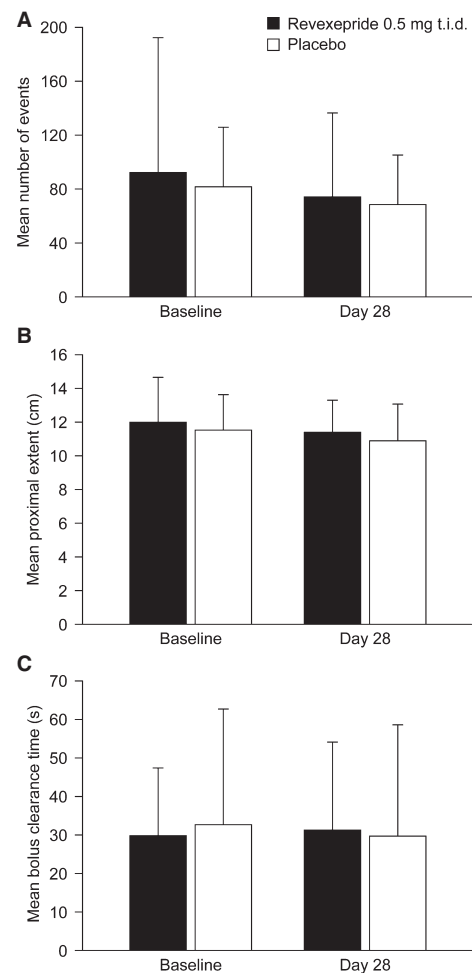 A
Revexepride 0.5 mg t.i.d.
Placebo
Mean number of events
200
160
120
80
40
0
Baseline Day 28
B
Mean proximal extent (cm)
16
14
12
10
8
6
4
2
0
Baseline Day 28
C
Mean bolus clearance time (s)
70
60
50
40
30
20
10
0
Baseline Day 28